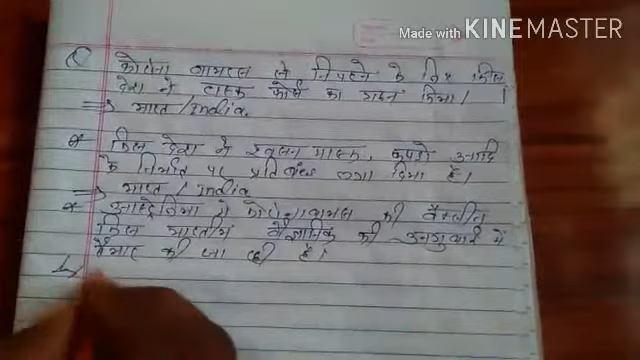 Made with KINEMASTER
Q कोरोना वायरस से निपटने के लिए किस
देश ने टास्क फोर्स का गठन किया।
⇒ भारत / India
* किस देश ने श्वसन मास्क, कपड़ो आदि
के निर्यात पर प्रतिबंध लगा दिया है।
⇒ भारत / India
* आस्ट्रेलिया में कोरोनावायरस की वैक्सीन
किस भारतीय वैज्ञानिक की अगुवाई में
तैयार की जा रही है।